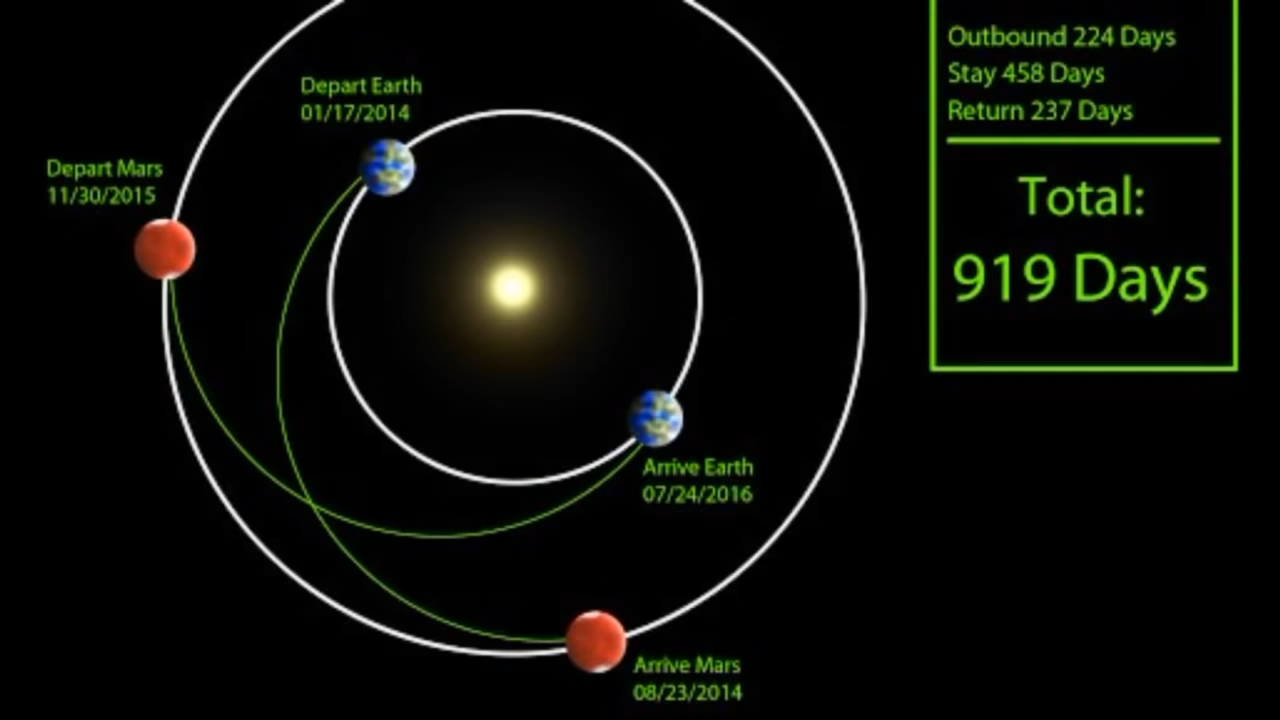 Outbound 224 Days
Stay 458 Days
Return 237 Days
Total:
919 Days
Depart Earth
01/17/2014
Depart Mars
11/30/2015
Arrive Earth
07/24/2016
Arrive Mars
08/23/2014